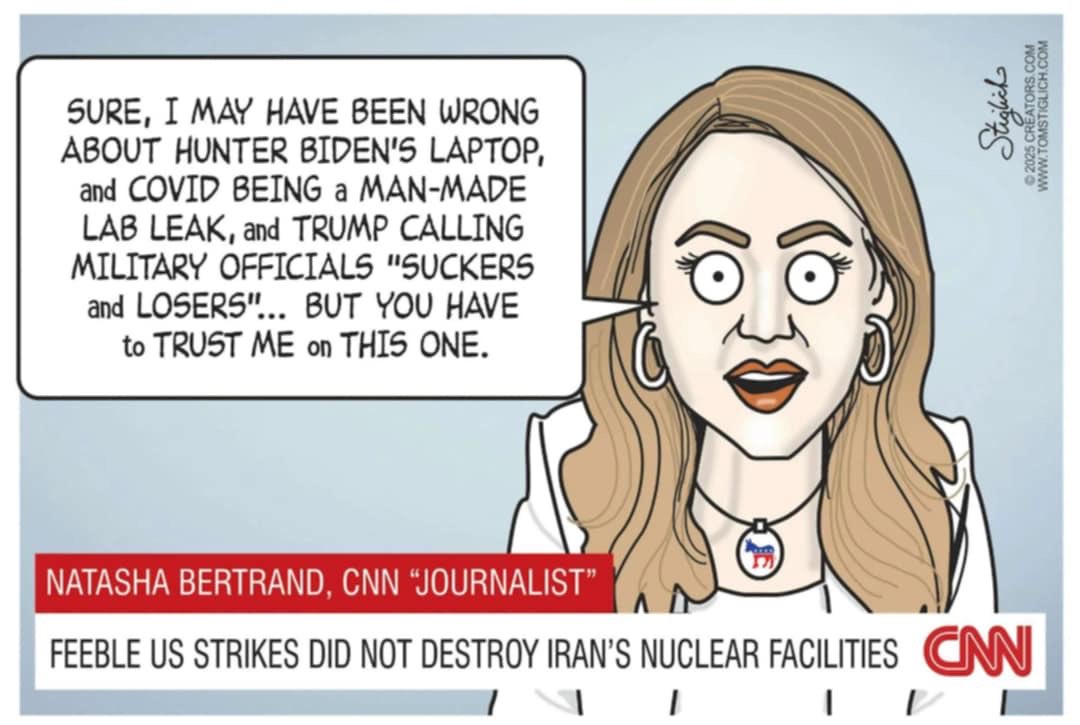 SURE, I MAY HAVE BEEN WRONG
ABOUT HUNTER BIDEN'S LAPTOP,
and COVID BEING a MAN-MADE
LAB LEAK, and TRUMP CALLING
MILITARY OFFICIALS "SUCKERS
and LOSERS"... BUT YOU HAVE
to TRUST ME on THIS ONE.
Stiglich
© 2025 CREATORS.COM
WWW.TOMSTIGLICH.COM
NATASHA BERTRAND, CNN “JOURNALIST”
FEEBLE US STRIKES DID NOT DESTROY IRAN'S NUCLEAR FACILITIES CNN